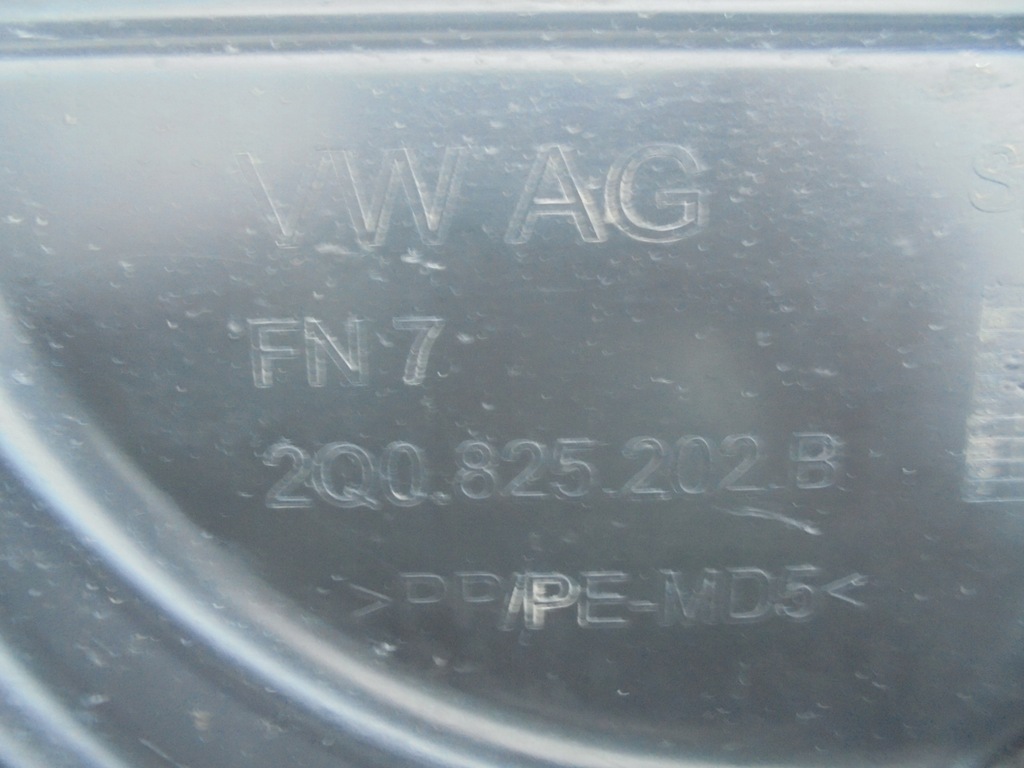 VW AG
FN 7
2Q0.825.202.B
>PP/PE-MD5<